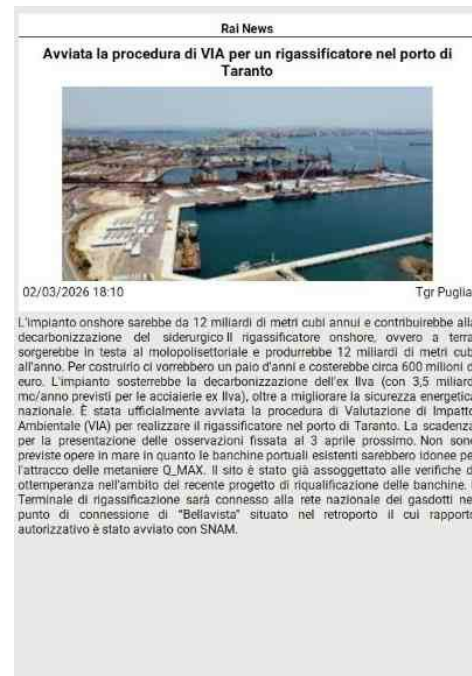 Rai News
Avviata la procedura di VIA per un rigassificatore nel porto di
Taranto
02/03/2026 18:10 Tgr Puglia
L'impianto onshore sarebbe da 12 miliardi di metri cubi annui e contribuirebbe alla
decarbonizzazione del siderurgico Il rigassificatore onshore, ovvero a terra
sorgerebbe in testa al molopolisettoriale e produrrebbe 12 miliardi di metri cub
all'anno. Per costruirlo ci vorrebbero un paio d'anni e costerebbe circa 600 milioni d
euro. L'impianto sosterrebbe la decarbonizzazione dell'ex Ilva (con 3,5 miliard
mc/anno previsti per le acciaierie ex Ilva), oltre a migliorare la sicurezza energetica
nazionale. È stata ufficialmente avviata la procedura di Valutazione di Impatto
Ambientale (VIA) per realizzare il rigassificatore nel porto di Taranto. La scadenza
per la presentazione delle osservazioni fissata al 3 aprile prossimo. Non sono
previste opere in mare in quanto le banchine portuali esistenti sarebbero idonee pe
l'attracco delle metaniere Q_MAX. Il sito è stato già assoggettato alle verifiche d
ottemperanza nell'ambito del recente progetto di riqualificazione delle banchine.
Terminale di rigassificazione sarà connesso alla rete nazionale dei gasdotti ne
punto di connessione di "Bellavista" situato nel retroporto il cui rapporto
autorizzativo è stato avviato con SNAM.